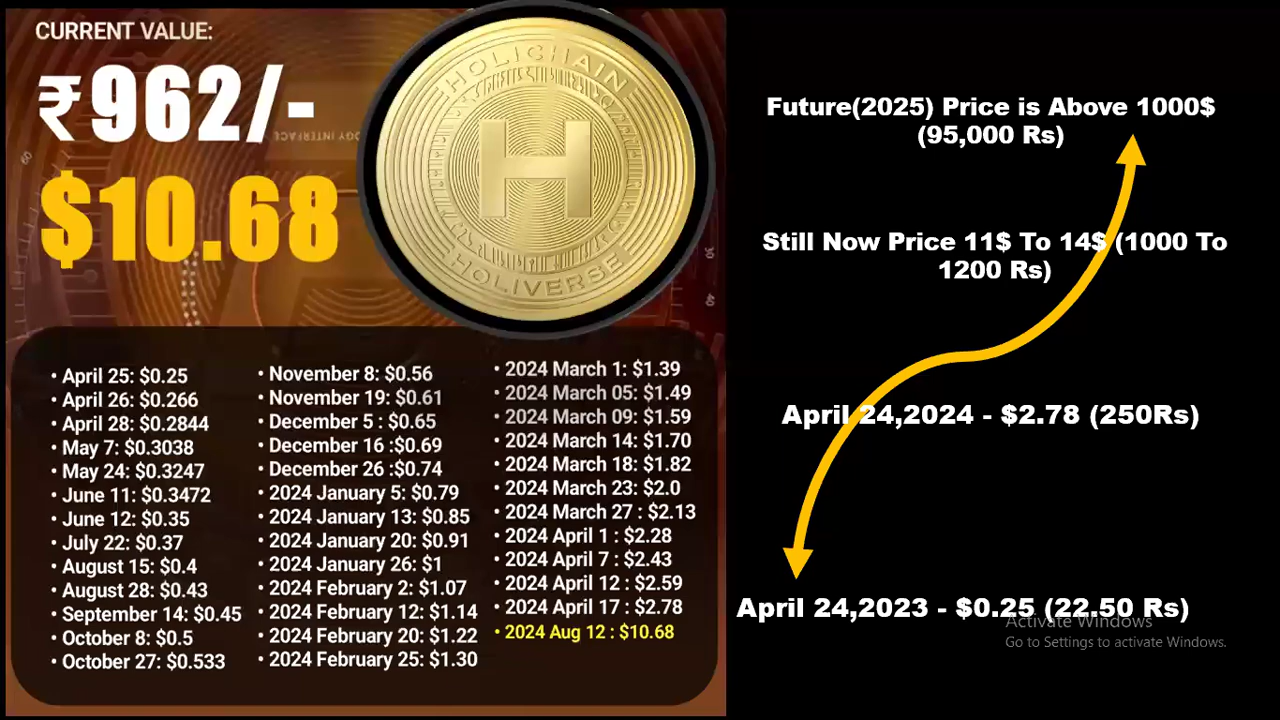 CURRENT VALUE:
₹962/-
$10.68
HOLICHAIN
HOLIVERSE
• April 25: $0.25
• April 26: $0.266
• April 28: $0.2844
• May 7: $0.3038
• May 24: $0.3247
• June 11: $0.3472
• June 12: $0.35
• July 22: $0.37
• August 15: $0.4
• August 28: $0.43
• September 14: $0.45
• October 8: $0.5
• October 27: $0.533
• November 8: $0.56
• November 19: $0.61
• December 5 : $0.65
• December 16 :$0.69
• December 26 :$0.74
• 2024 January 5: $0.79
• 2024 January 13: $0.85
• 2024 January 20: $0.91
• 2024 January 26: $1
• 2024 February 2: $1.07
• 2024 February 12: $1.14
• 2024 February 20: $1.22
• 2024 February 25: $1.30
• 2024 March 1: $1.39
• 2024 March 05: $1.49
• 2024 March 09: $1.59
• 2024 March 14: $1.70
• 2024 March 18: $1.82
• 2024 March 23: $2.0
• 2024 March 27 : $2.13
• 2024 April 1 : $2.28
• 2024 April 7 : $2.43
• 2024 April 12 : $2.59
• 2024 April 17 : $2.78
• 2024 Aug 12 : $10.68
Future(2025) Price is Above 1000$
(95,000 Rs)
Still Now Price 11$ To 14$ (1000 To
1200 Rs)
April 24,2024 - $2.78 (250Rs)
April 24,2023 - $0.25 (22.50 Rs)
Activate Windows
Go to Settings to activate Windows.